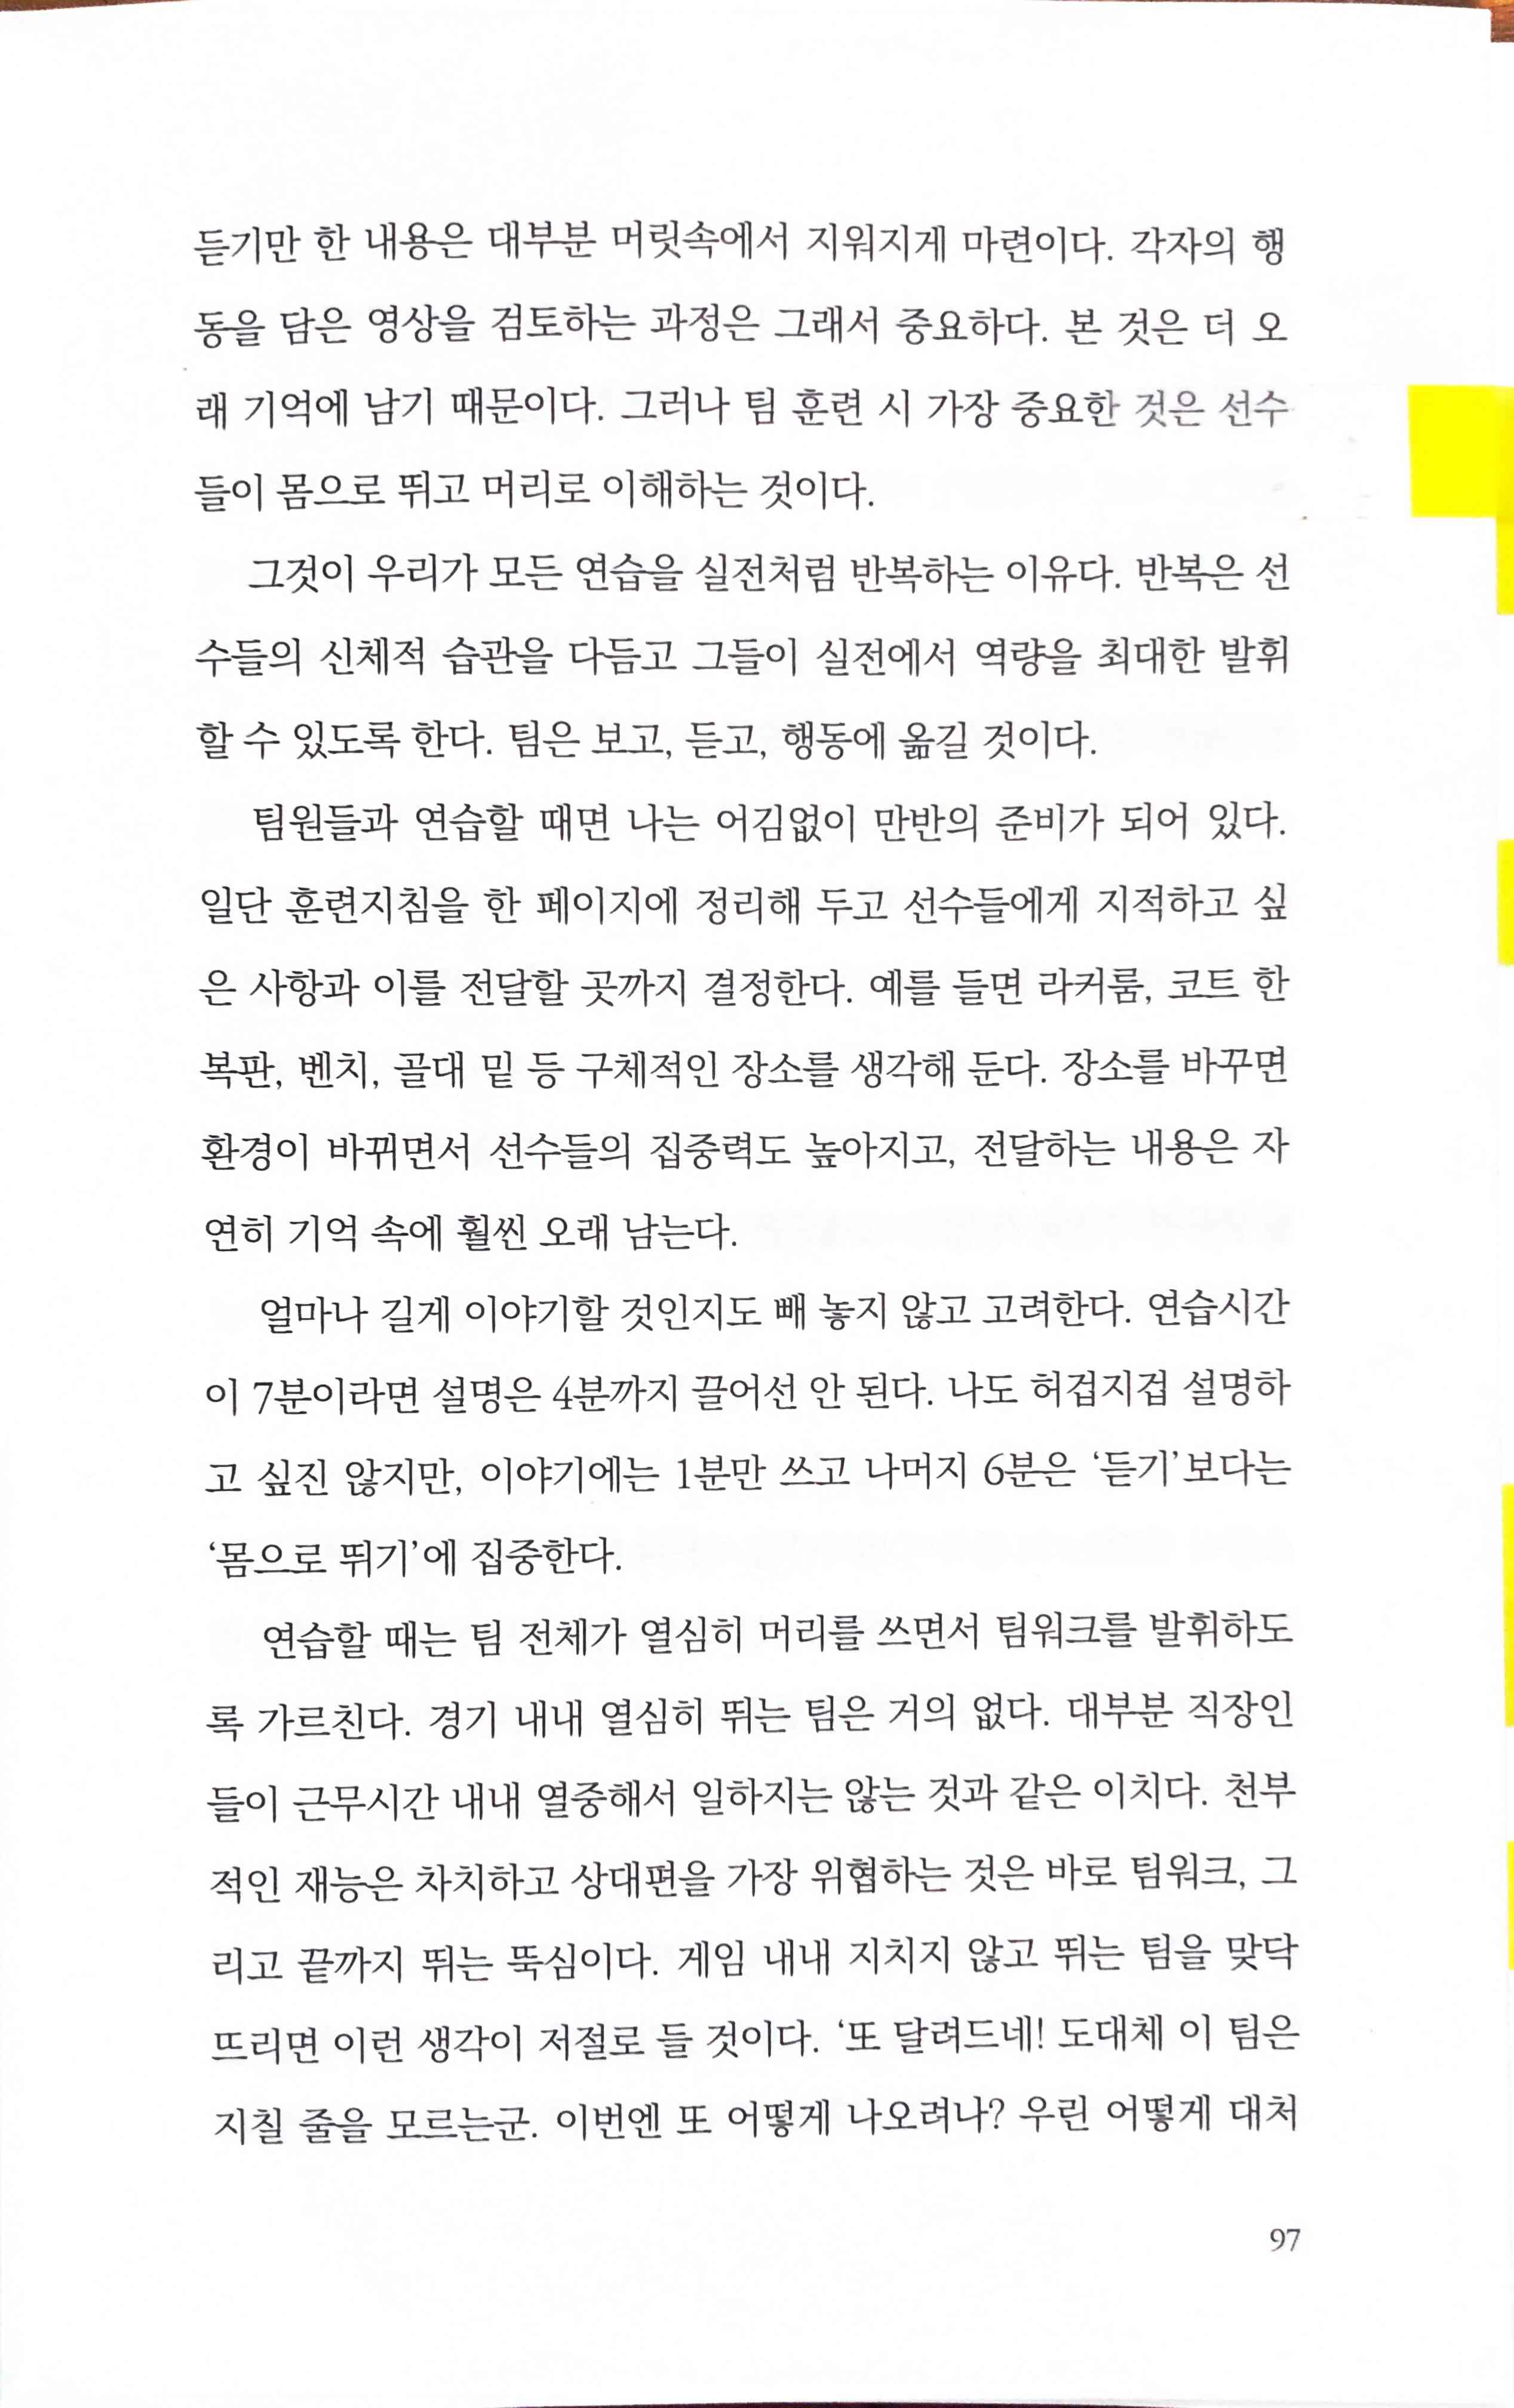 듣기만 한 내용은 대부분 머릿속에서 지워지게 마련이다. 각자의 행
동을 담은 영상을 검토하는 과정은 그래서 중요하다. 본 것은 더 오
래 기억에 남기 때문이다. 그러나 팀 훈련 시 가장 중요한 것은 선수
들이 몸으로 뛰고 머리로 이해하는 것이다.
그것이 우리가 모든 연습을 실전처럼 반복하는 이유다. 반복은 선
수들의 신체적 습관을 다듬고 그들이 실전에서 역량을 최대한 발휘
할 수 있도록 한다. 팀은 보고, 듣고, 행동에 옮길 것이다.
팀원들과 연습할 때면 나는 어김없이 만반의 준비가 되어 있다.
일단 훈련지침을 한 페이지에 정리해 두고 선수들에게 지적하고 싶
은 사항과 이를 전달할 곳까지 결정한다. 예를 들면 라커룸, 코트 한
복판, 벤치, 골대 밑 등 구체적인 장소를 생각해 둔다. 장소를 바꾸면
환경이 바뀌면서 선수들의 집중력도 높아지고, 전달하는 내용은 자
연히 기억 속에 훨씬 오래 남는다.
얼마나 길게 이야기할 것인지도 빼 놓지 않고 고려한다. 연습시간
이 7분이라면 설명은 4분까지 끌어선 안 된다. 나도 허겁지겁 설명하
고 싶진 않지만, 이야기에는 1분만 쓰고 나머지 6분은 ‘듣기’보다는
‘몸으로 뛰기’에 집중한다.
연습할 때는 팀 전체가 열심히 머리를 쓰면서 팀워크를 발휘하도
록 가르친다. 경기 내내 열심히 뛰는 팀은 거의 없다. 대부분 직장인
들이 근무시간 내내 열중해서 일하지는 않는 것과 같은 이치다. 천부
적인 재능은 차치하고 상대편을 가장 위협하는 것은 바로 팀워크, 그
리고 끝까지 뛰는 뚝심이다. 게임 내내 지치지 않고 뛰는 팀을 맞닥
뜨리면 이런 생각이 저절로 들 것이다. ‘또 달려드네! 도대체 이 팀은
지칠 줄을 모르는군. 이번엔 또 어떻게 나오려나? 우린 어떻게 대처
97